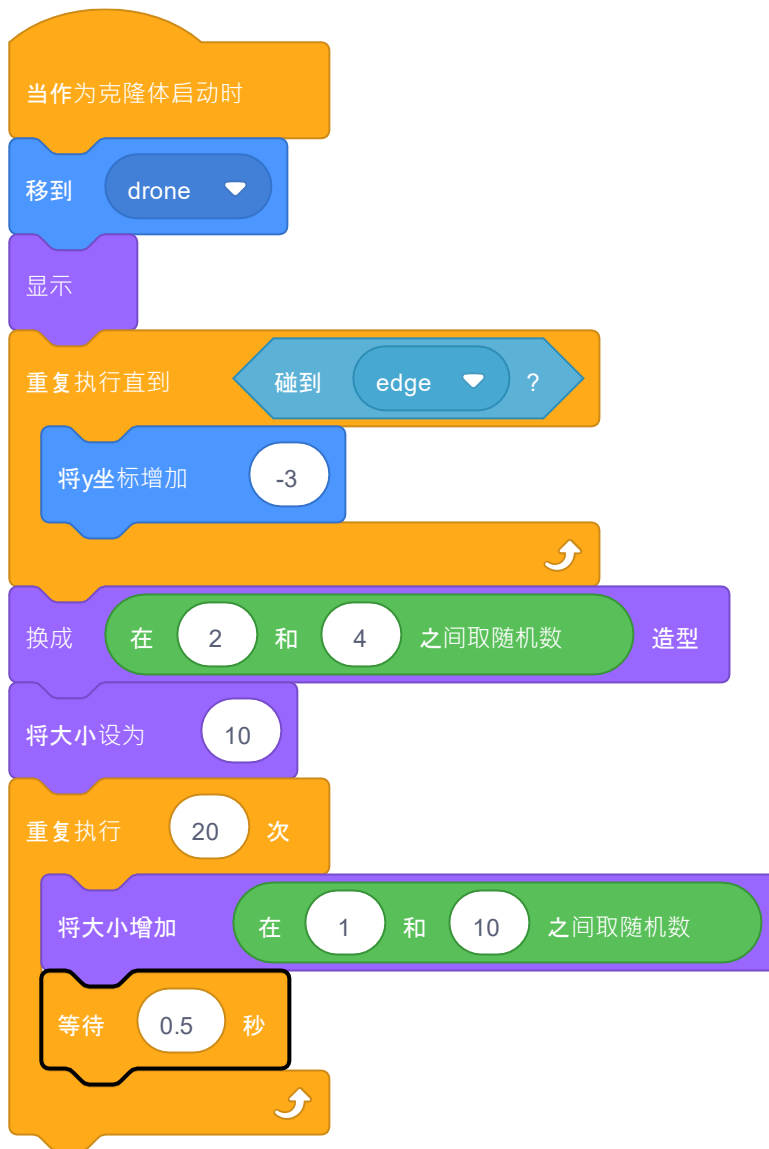 当作为克隆体启动时
移到 drone
显示
重复执行直到 碰到 edge ?
将y坐标增加 -3
换成 在 2 和 4 之间取随机数 造型
将大小设为 10
重复执行 20 次
将大小增加 在 1 和 10 之间取随机数
等待 0.5 秒